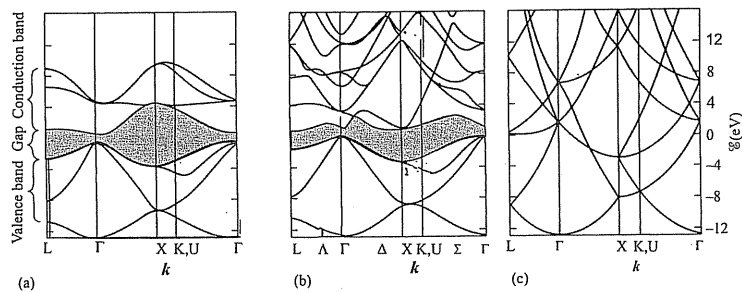 Valence band Gap Conduction band
L Γ X K,U Γ
k
(a)
(b)
L Λ Γ Δ X K,U Σ Γ
k
(c)
12
8
4
0
-4
-8
-12
ℰ(eV)
L Γ X K,U Γ
k